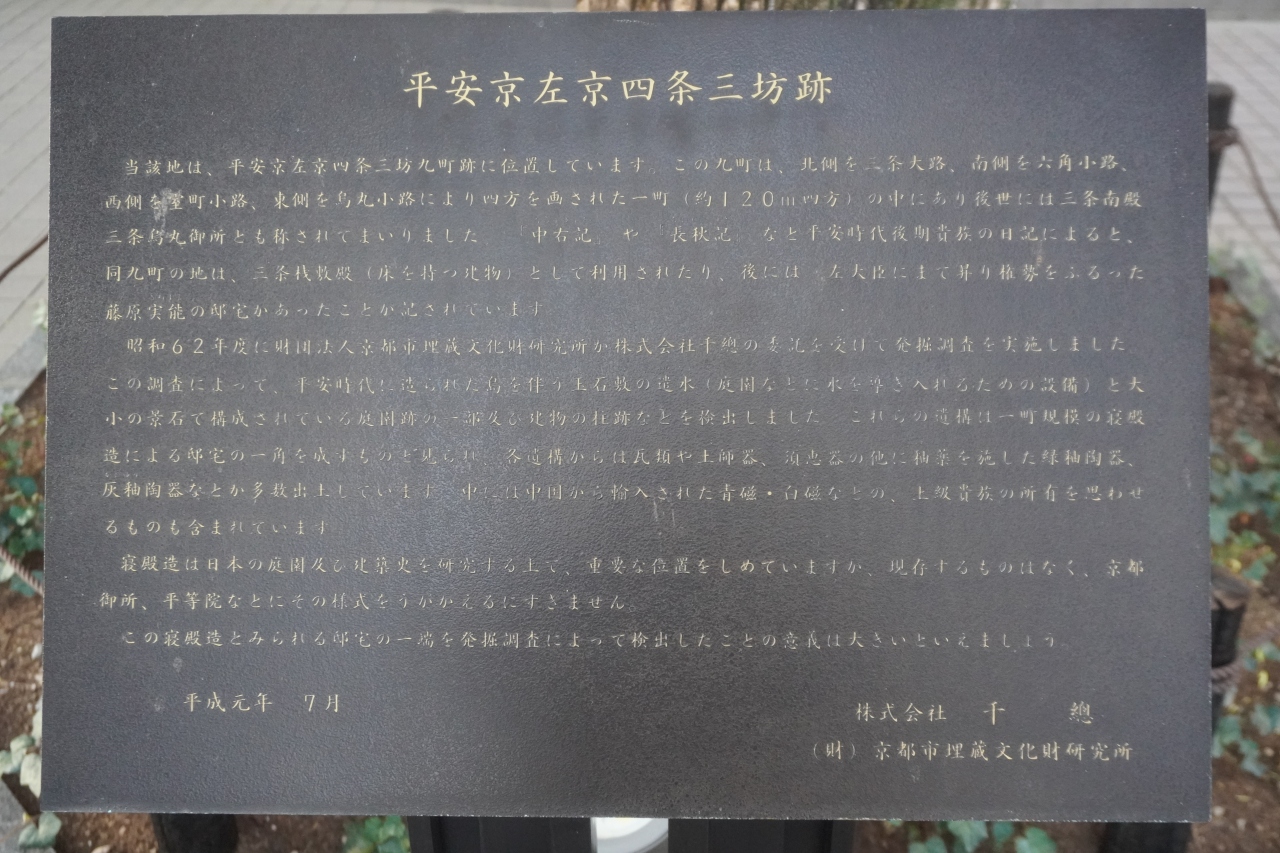 平安京左京四条三坊跡
当該地は、平安京左京四条三坊九町跡に位置しています。この九町は、北側を三条大路、南側を六角小路、
西側を室町小路、東側を烏丸小路により四方を画された一町（約１２０ｍ四方）の中にあり後世には三条南殿
三条烏丸御所とも称されてまいりました。「中右記」や「長秋記」など平安時代後期貴族の日記によると、
同九町の地は、三条桟敷殿（床を持つ建物）として利用されたり、後には、左大臣にまで昇り権勢をふるった
藤原実能の邸宅があったことが記されています。
昭和６２年度に財団法人京都市埋蔵文化財研究所が株式会社千總の委託を受けて発掘調査を実施しました。
この調査によって、平安時代に造られた島を伴う玉石敷の遣水（庭園などに水を導き入れるための設備）と大
小の景石で構成されている庭園跡の一部及び建物の柱跡などを検出しました。これらの遺構は一町規模の寝殿
造による邸宅の一角を成すものと見られ、各遺構からは瓦類や土師器、須恵器の他に釉薬を施した緑釉陶器、
灰釉陶器などが多数出土しています。中には中国から輸入された青磁・白磁などの、上級貴族の所有を思わせ
るものも含まれています。
寝殿造は日本の庭園及び建築史を研究する上で、重要な位置をしめていますが、現存するものはなく、京都
御所、平等院などにその様式をうかがえるにすぎません。
この寝殿造とみられる邸宅の一端を発掘調査によって検出したことの意義は大きいといえましょう。
平成元年　７月
株式会社　千　總
（財）京都市埋蔵文化財研究所